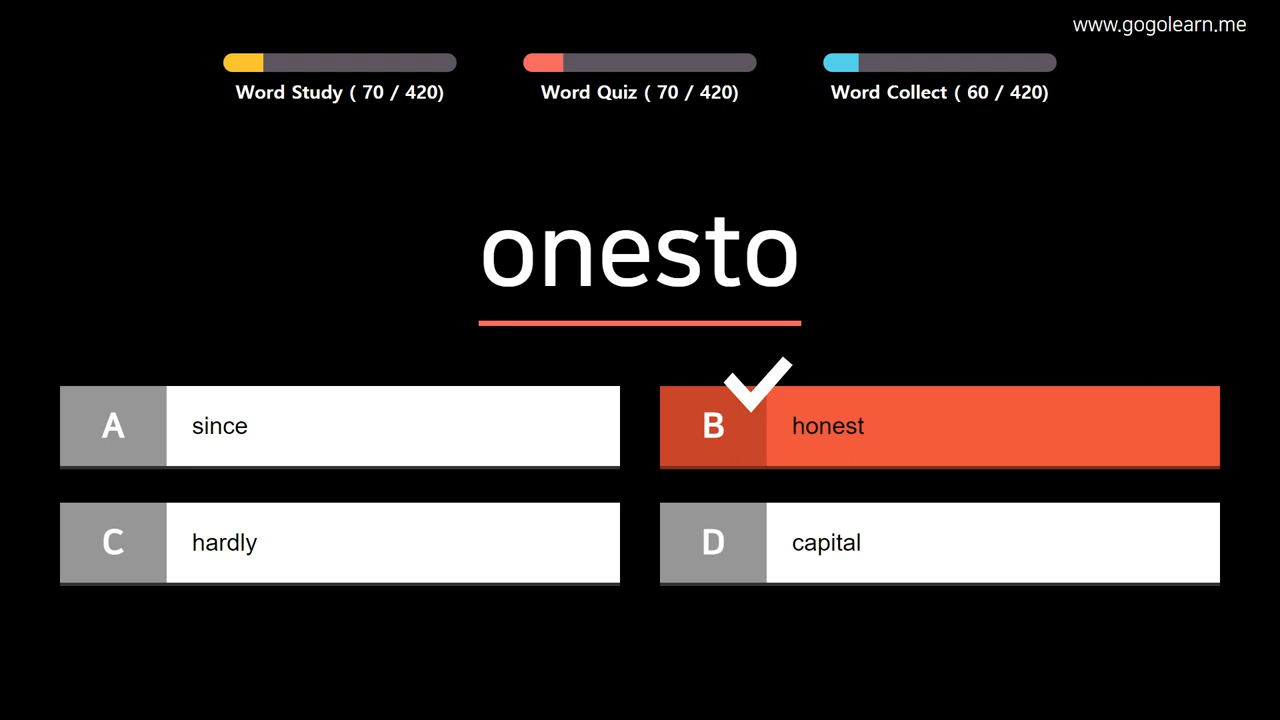 www.gogolearn.me
Word Study ( 70 / 420)
Word Quiz ( 70 / 420)
Word Collect ( 60 / 420)
onesto
A since
B honest
C hardly
D capital